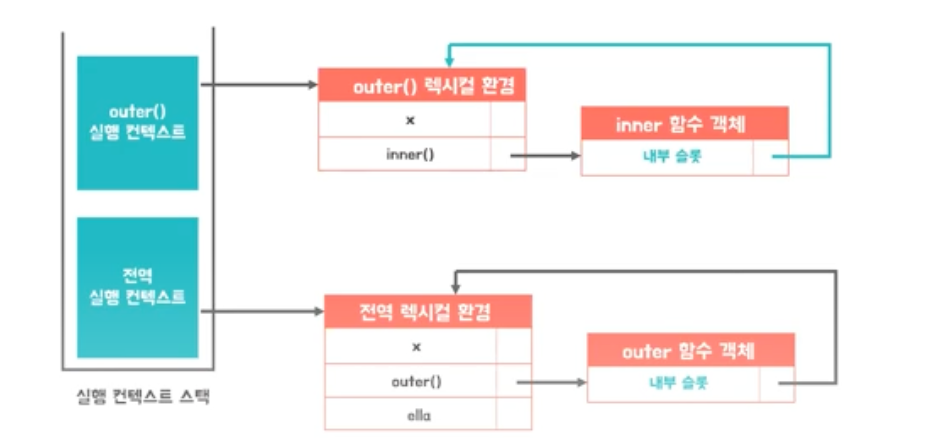 outer()
실행 컨텍스트
outer() 렉시컬 환경
x
inner()
inner 함수 객체
내부 슬롯
전역
실행 컨텍스트
전역 렉시컬 환경
x
outer()
ella
outer 함수 객체
내부 슬롯
실행 컨텍스트 스택